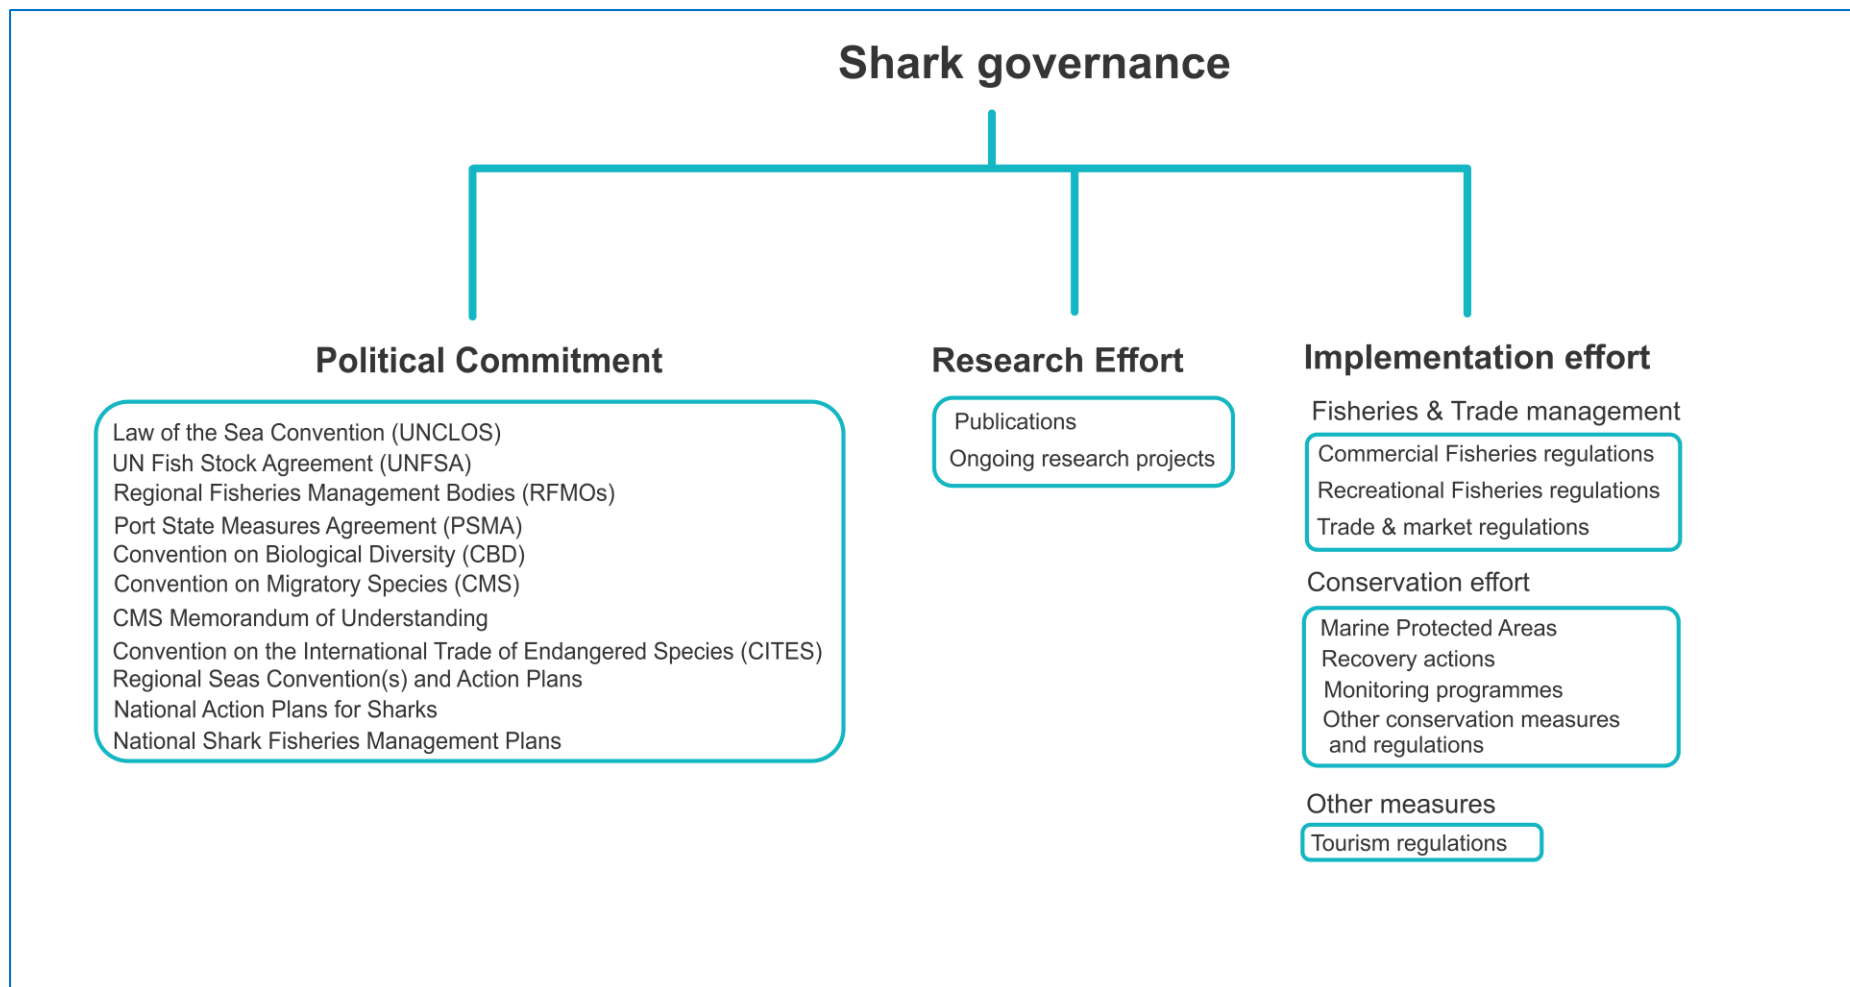 Shark governance
Political Commitment
Law of the Sea Convention (UNCLOS)
UN Fish Stock Agreement (UNFSA)
Regional Fisheries Management Bodies (RFMOs)
Port State Measures Agreement (PSMA)
Convention on Biological Diversity (CBD)
Convention on Migratory Species (CMS)
CMS Memorandum of Understanding
Convention on the International Trade of Endangered Species (CITES)
Regional Seas Convention(s) and Action Plans
National Action Plans for Sharks
National Shark Fisheries Management Plans
Research Effort
Publications
Ongoing research projects
Implementation effort
Fisheries & Trade management
Commercial Fisheries regulations
Recreational Fisheries regulations
Trade & market regulations
Conservation effort
Marine Protected Areas
Recovery actions
Monitoring programmes
Other conservation measures
and regulations
Other measures
Tourism regulations